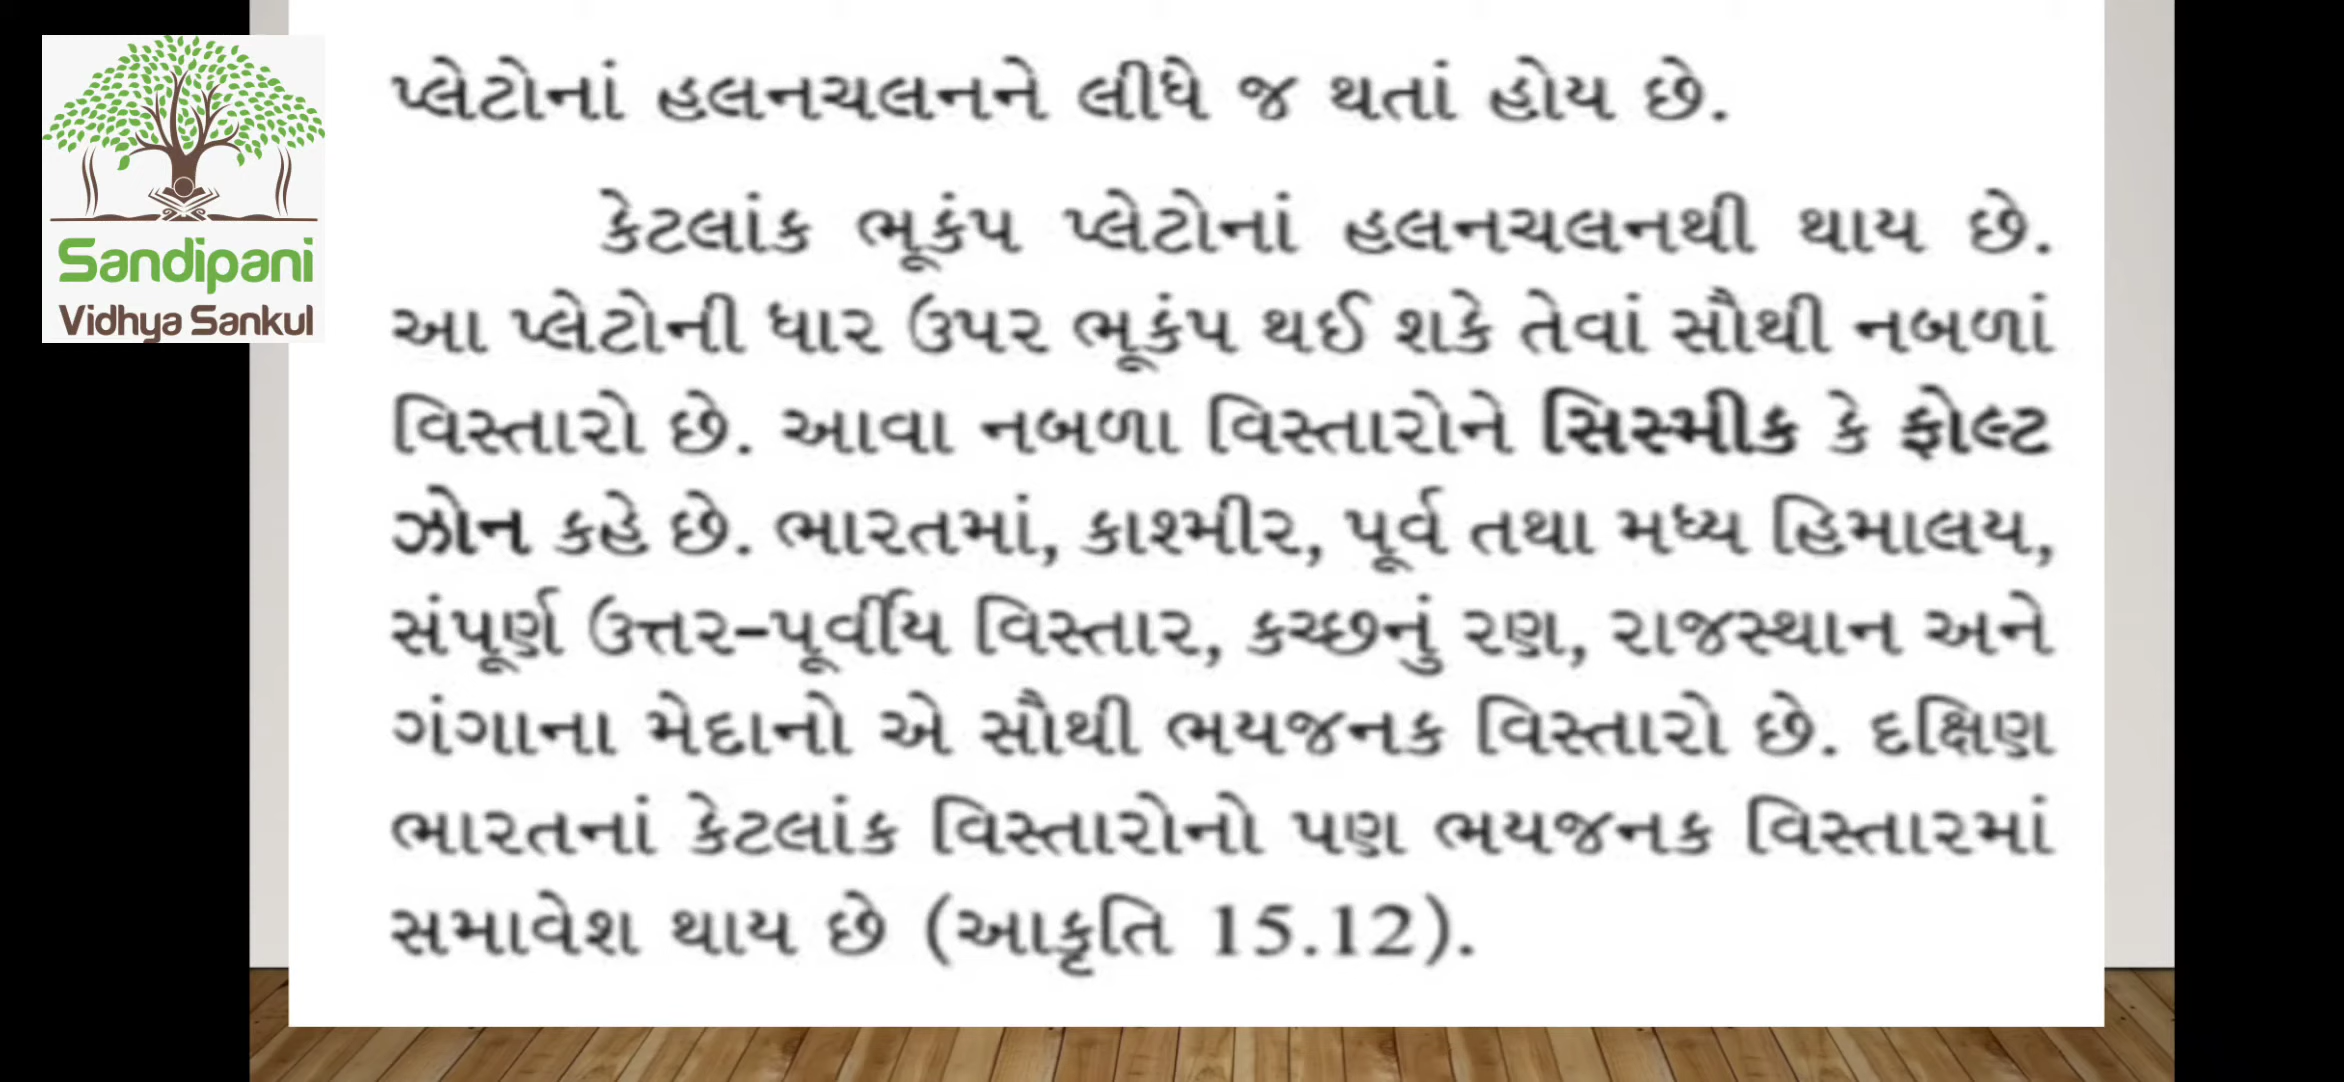 Sandipani
Vidhya Sankul
પ્લેટોનાં હલનચલનને લીધે જ થતાં હોય છે.
કેટલાંક ભૂકંપ પ્લેટોનાં હલનચલનથી થાય છે.
આ પ્લેટોની ધાર ઉપર ભૂકંપ થઈ શકે તેવાં સૌથી નબળાં
વિસ્તારો છે. આવા નબળા વિસ્તારોને સિસ્મીક કે ફોલ્ટ
ઝોન કહે છે. ભારતમાં, કાશ્મીર, પૂર્વ તથા મધ્ય હિમાલય,
સંપૂર્ણ ઉત્તર–પૂર્વીય વિસ્તાર, કચ્છનું રણ, રાજસ્થાન અને
ગંગાના મેદાનો એ સૌથી ભયજનક વિસ્તારો છે. દક્ષિણ
ભારતનાં કેટલાંક વિસ્તારોનો પણ ભયજનક વિસ્તારમાં
સમાવેશ થાય છે (આકૃતિ 15.12).